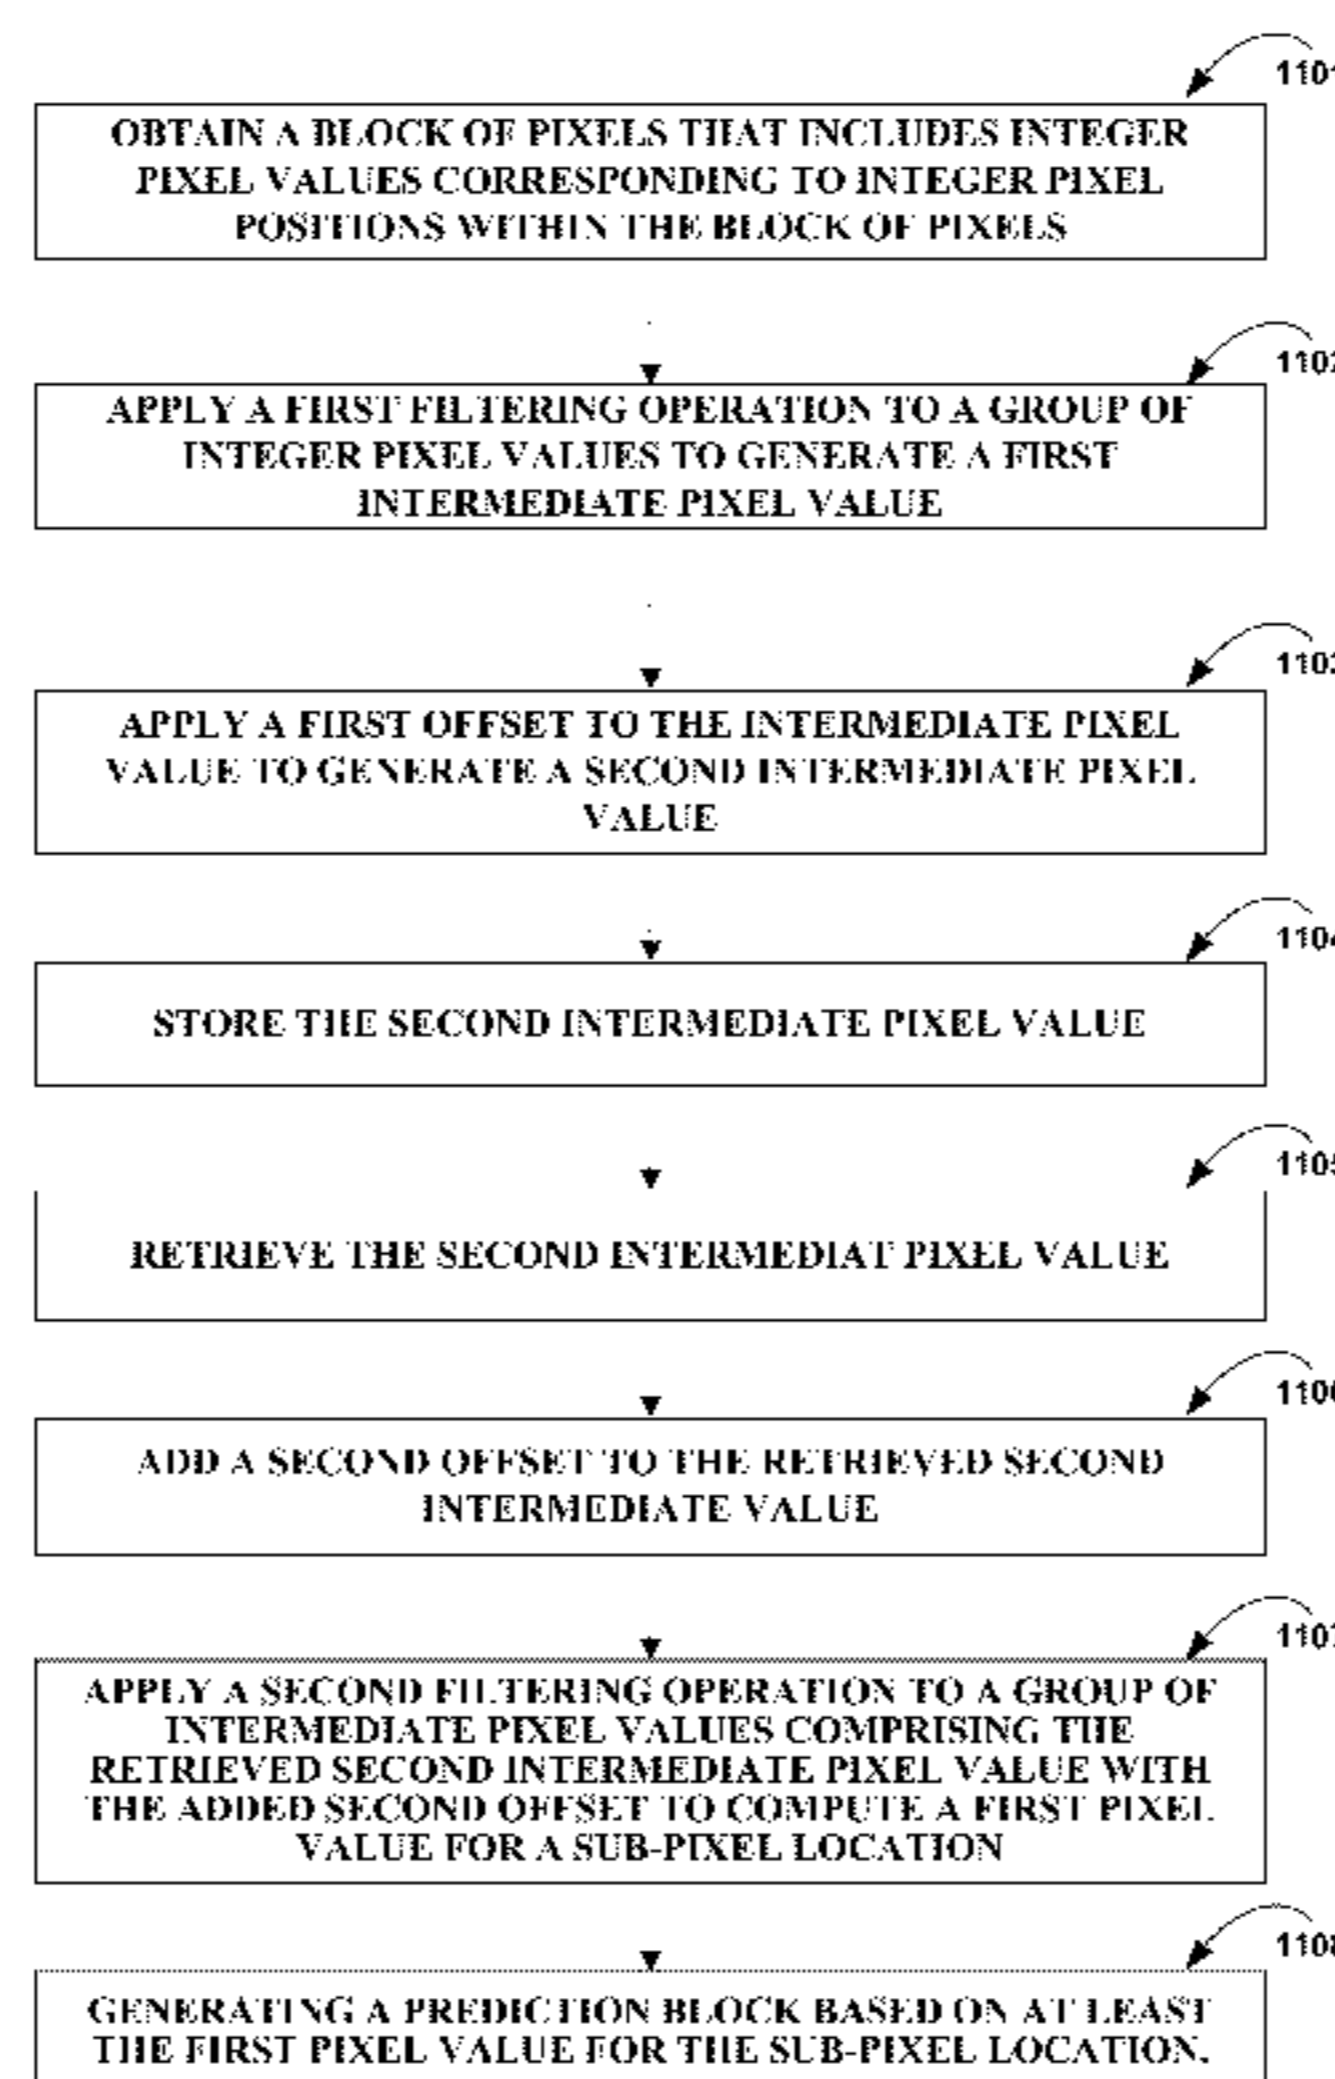 1101
OBTAIN A BLOCK OF PIXELS THAT INCLUDES INTEGER
PIXEL VALUES CORRESPONDING TO INTEGER PIXEL
POSITIONS WITHIN THE BLOCK OF PIXELS
1102
APPLY A FIRST FILTERING OPERATION TO A GROUP OF
INTEGER PIXEL VALUES TO GENERATE A FIRST
INTERMEDIATE PIXEL VALUE
1103
APPLY A FIRST OFFSET TO THE INTERMEDIATE PIXEL
VALUE TO GENERATE A SECOND INTERMEDIATE PIXEL
VALUE
1104
STORE THE SECOND INTERMEDIATE PIXEL VALUE
1105
RETRIEVE THE SECOND INTERMEDIAT PIXEL VALUE
1106
ADD A SECOND OFFSET TO THE RETRIEVED SECOND
INTERMEDIATE VALUE
1107
APPLY A SECOND FILTERING OPERATION TO A GROUP OF
INTERMEDIATE PIXEL VALUES COMPRISING THE
RETRIEVED SECOND INTERMEDIATE PIXEL VALUE WITH
THE ADDED SECOND OFFSET TO COMPUTE A FIRST PIXEL
VALUE FOR A SUB-PIXEL LOCATION
1108
GENERATING A PREDICTION BLOCK BASED ON AT LEAST
THE FIRST PIXEL VALUE FOR THE SUB-PIXEL LOCATION.